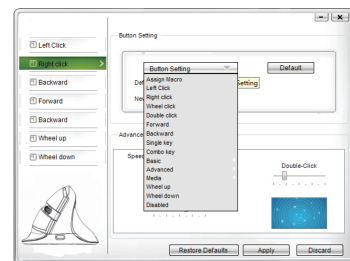 Left Click
Right click
Backward
Forward
Backward
Wheel up
Wheel down
Button Setting
Button Setting
Default
Setting
Assign Macro
Left Click
Right click
Wheel click
Double click
Forward
Backward
Single key
Combo key
Basic
Advanced
Media
Wheel up
Wheel down
Disabled
Advance
Speed
Double-Click
Restore Defaults
Apply
Discard